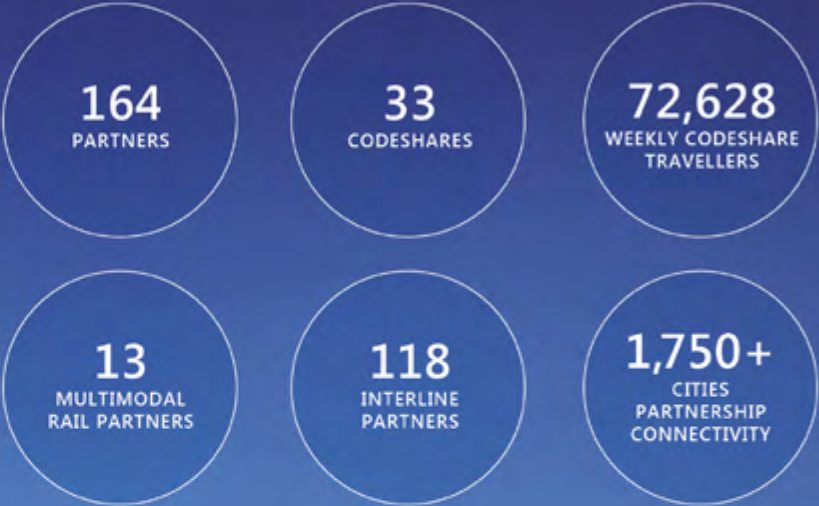 164
PARTNERS
33
CODESHARES
72,628
WEEKLY CODESHARE
TRAVELLERS
13
MULTIMODAL
RAIL PARTNERS
118
INTERLINE
PARTNERS
1,750+
CITIES
PARTNERSHIP
CONNECTIVITY